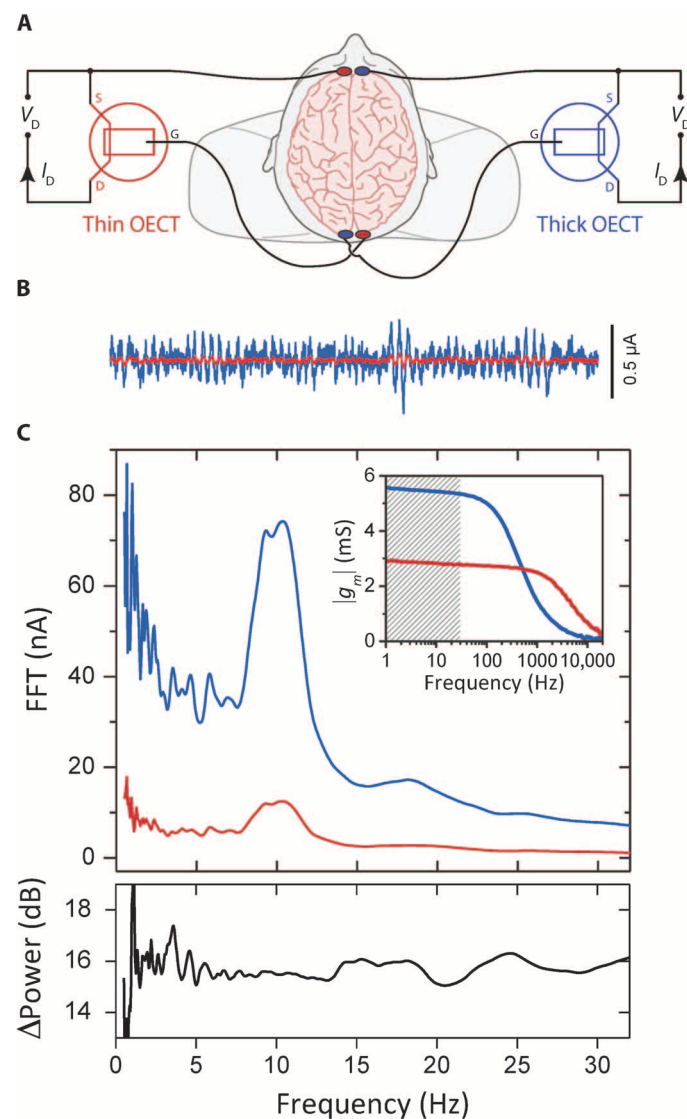 A
V_D
S
G
D
I_D
Thin OECT
V_D
S
G
D
I_D
Thick OECT
B
0.5 µA
C
80
60
40
20
0
FFT (nA)
6
4
2
0
|g_m| (mS)
1 10 100 1000 10,000
Frequency (Hz)
18
16
14
ΔPower (dB)
0 5 10 15 20 25 30
Frequency (Hz)